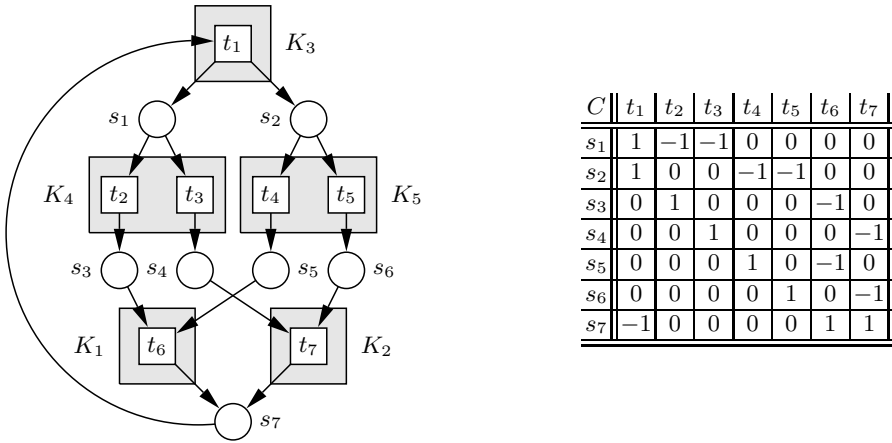 t₁ K₃
s₁ s₂
K₄ t₂ t₃ t₄ t₅ K₅
s₃ s₄ s₅ s₆
K₁ t₆ t₇ K₂
s₇
C t₁ t₂ t₃ t₄ t₅ t₆ t₇
s₁ 1 −1 −1 0 0 0 0
s₂ 1 0 0 −1 −1 0 0
s₃ 0 1 0 0 0 −1 0
s₄ 0 0 1 0 0 0 −1
s₅ 0 0 0 1 0 −1 0
s₆ 0 0 0 0 1 0 −1
s₇ −1 0 0 0 0 1 1